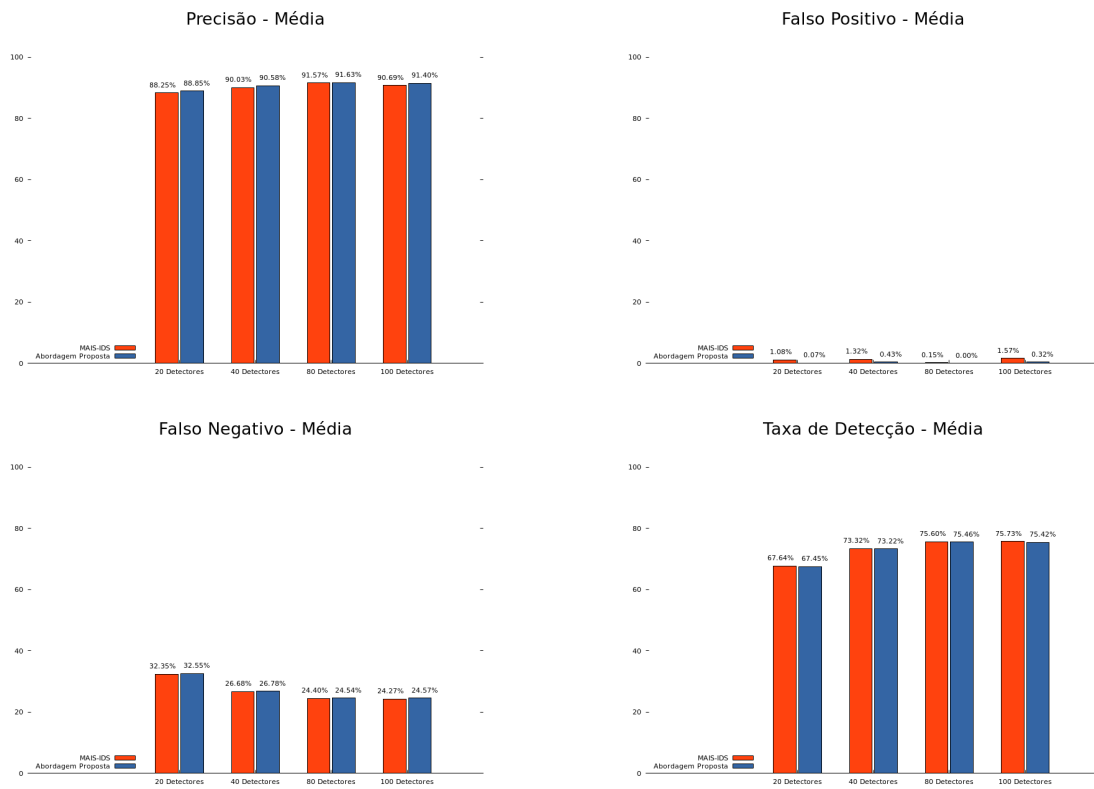 Precisão - Média
100
80
60
40
20
0
88.25% 88.85%
90.03% 90.58%
91.57% 91.63%
90.69% 91.40%
MAIS-IDS
Abordagem Proposta
20 Detectores
40 Detectores
80 Detectores
100 Detectores
Falso Positivo - Média
100
80
60
40
20
0
1.08% 0.07%
1.32% 0.43%
0.15% 0.00%
1.57% 0.32%
MAIS-IDS
Abordagem Proposta
20 Detectores
40 Detectores
80 Detectores
100 Detectores
Falso Negativo - Média
100
80
60
40
20
0
32.35% 32.55%
26.68% 26.78%
24.40% 24.54%
24.27% 24.57%
MAIS-IDS
Abordagem Proposta
20 Detectores
40 Detectores
80 Detectores
100 Detectores
Taxa de Detecção - Média
100
80
60
40
20
0
67.64% 67.45%
73.32% 73.22%
75.60% 75.46%
75.73% 75.42%
MAIS-IDS
Abordagem Proposta
20 Detectores
40 Detectores
80 Detectores
100 Detectores